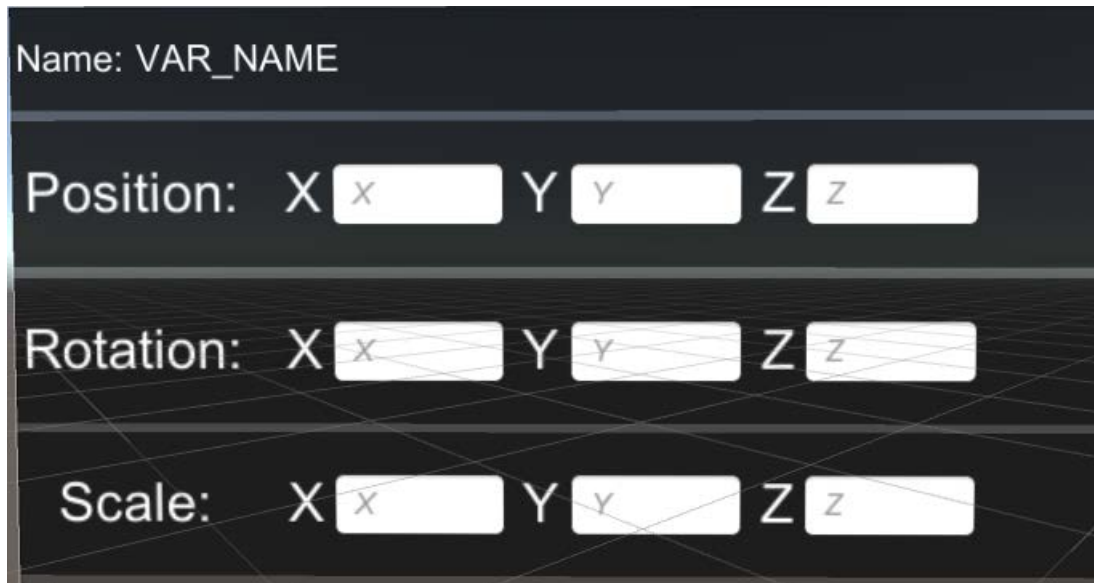 Name: VAR_NAME
Position: X X Y Y Z Z
Rotation: X X Y Y Z Z
Scale: X X Y Y Z Z